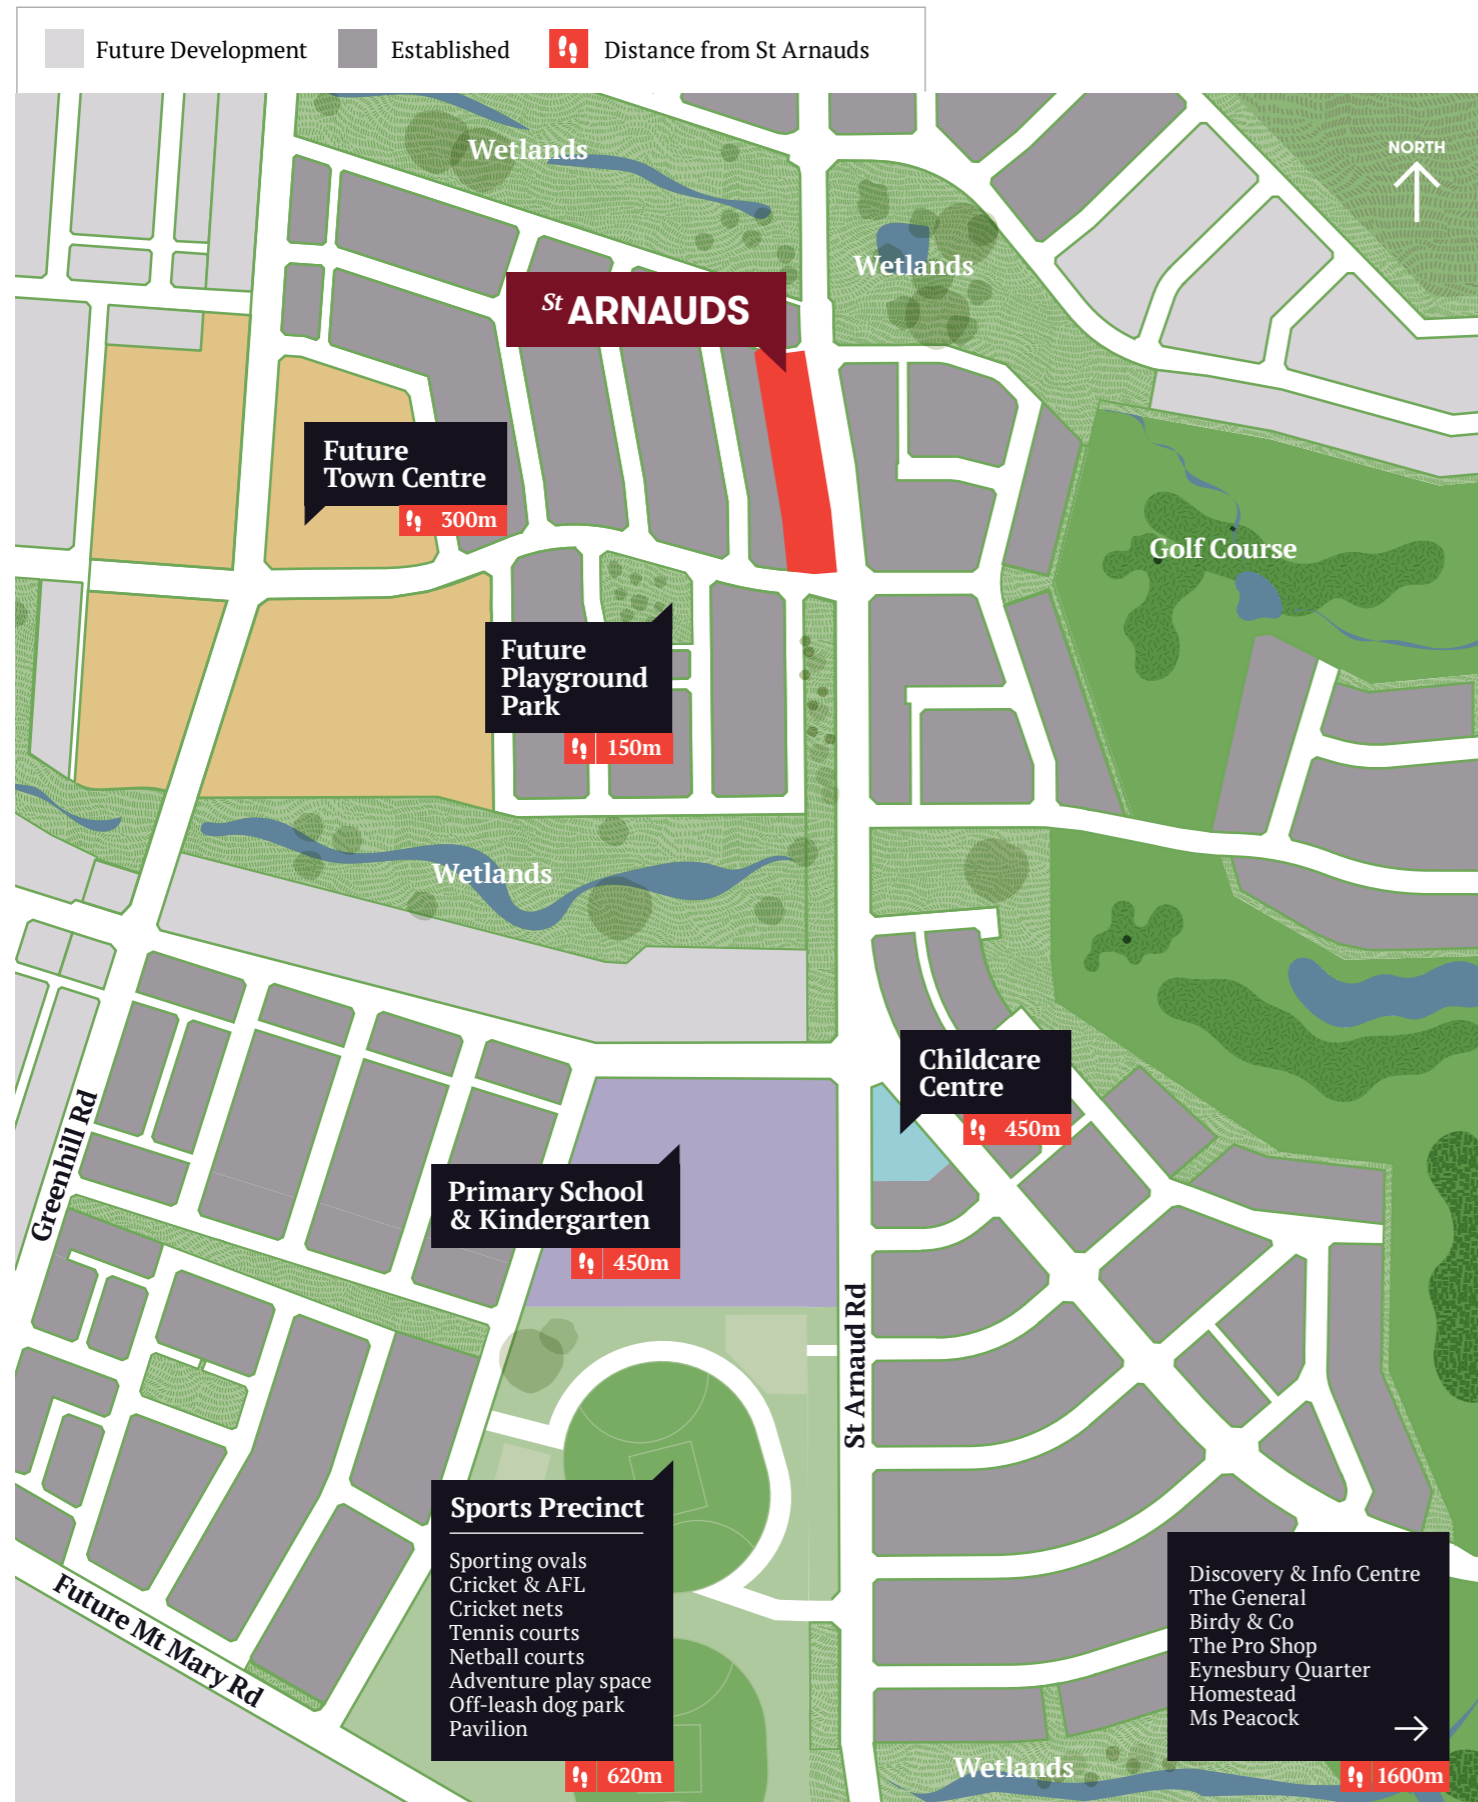 Future Development
Established
Distance from St Arnauds
Wetlands
NORTH
Wetlands
St ARNAUDS
Future
Town Centre
300m
Golf Course
Future
Playground
Park
150m
Wetlands
Childcare
Centre
450m
Greenhill Rd
Primary School
& Kindergarten
450m
St Arnaud Rd
Sports Precinct
Sporting ovals
Cricket & AFL
Cricket nets
Tennis courts
Netball courts
Adventure play space
Off-leash dog park
Pavilion
620m
Future Mt Mary Rd
Discovery & Info Centre
The General
Birdy & Co
The Pro Shop
Eynesbury Quarter
Homestead
Ms Peacock
1600m
Wetlands